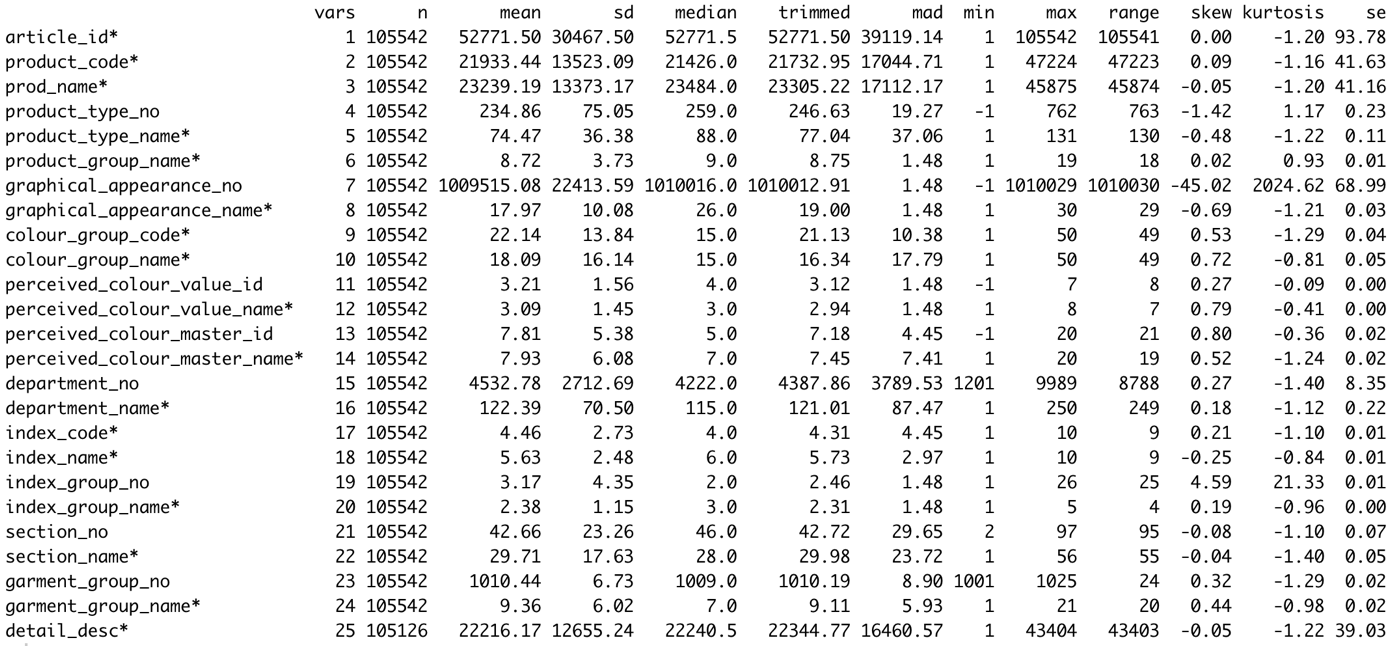 vars n mean sd median trimmed mad min max range skew kurtosis se
article_id* 1 105542 52771.50 30467.50 52771.5 52771.50 39119.14 1 105542 105541 0.00 -1.20 93.78
product_code* 2 105542 21933.44 13523.09 21426.0 21732.95 17044.71 1 47224 47223 0.09 -1.16 41.63
prod_name* 3 105542 23239.19 13373.17 23484.0 23305.22 17112.17 1 45875 45874 -0.05 -1.20 41.16
product_type_no 4 105542 234.86 75.05 259.0 246.63 19.27 -1 762 763 -1.42 1.17 0.23
product_type_name* 5 105542 74.47 36.38 88.0 77.04 37.06 1 131 130 -0.48 -1.22 0.11
product_group_name* 6 105542 8.72 3.73 9.0 8.75 1.48 1 19 18 0.02 0.93 0.01
graphical_appearance_no 7 105542 1009515.08 22413.59 1010016.0 1010012.91 1.48 -1 1010029 1010030 -45.02 2024.62 68.99
graphical_appearance_name* 8 105542 17.97 10.08 26.0 19.00 1.48 1 30 29 -0.69 -1.21 0.03
colour_group_code* 9 105542 22.14 13.84 15.0 21.13 10.38 1 50 49 0.53 -1.29 0.04
colour_group_name* 10 105542 18.09 16.14 15.0 16.34 17.79 1 50 49 0.72 -0.81 0.05
perceived_colour_value_id 11 105542 3.21 1.56 4.0 3.12 1.48 -1 7 8 0.27 -0.09 0.00
perceived_colour_value_name* 12 105542 3.09 1.45 3.0 2.94 1.48 1 8 7 0.79 -0.41 0.00
perceived_colour_master_id 13 105542 7.81 5.38 5.0 7.18 4.45 -1 20 21 0.80 -0.36 0.02
perceived_colour_master_name* 14 105542 7.93 6.08 7.0 7.45 7.41 1 20 19 0.52 -1.24 0.02
department_no 15 105542 4532.78 2712.69 4222.0 4387.86 3789.53 1201 9989 8788 0.27 -1.40 8.35
department_name* 16 105542 122.39 70.50 115.0 121.01 87.47 1 250 249 0.18 -1.12 0.22
index_code* 17 105542 4.46 2.73 4.0 4.31 4.45 1 10 9 0.21 -1.10 0.01
index_name* 18 105542 5.63 2.48 6.0 5.73 2.97 1 10 9 -0.25 -0.84 0.01
index_group_no 19 105542 3.17 4.35 2.0 2.46 1.48 1 26 25 4.59 21.33 0.01
index_group_name* 20 105542 2.38 1.15 3.0 2.31 1.48 1 5 4 0.19 -0.96 0.00
section_no 21 105542 42.66 23.26 46.0 42.72 29.65 2 97 95 -0.08 -1.10 0.07
section_name* 22 105542 29.71 17.63 28.0 29.98 23.72 1 56 55 -0.04 -1.40 0.05
garment_group_no 23 105542 1010.44 6.73 1009.0 1010.19 8.90 1001 1025 24 0.32 -1.29 0.02
garment_group_name* 24 105542 9.36 6.02 7.0 9.11 5.93 1 21 20 0.44 -0.98 0.02
detail_desc* 25 105126 22216.17 12655.24 22240.5 22344.77 16460.57 1 43404 43403 -0.05 -1.22 39.03